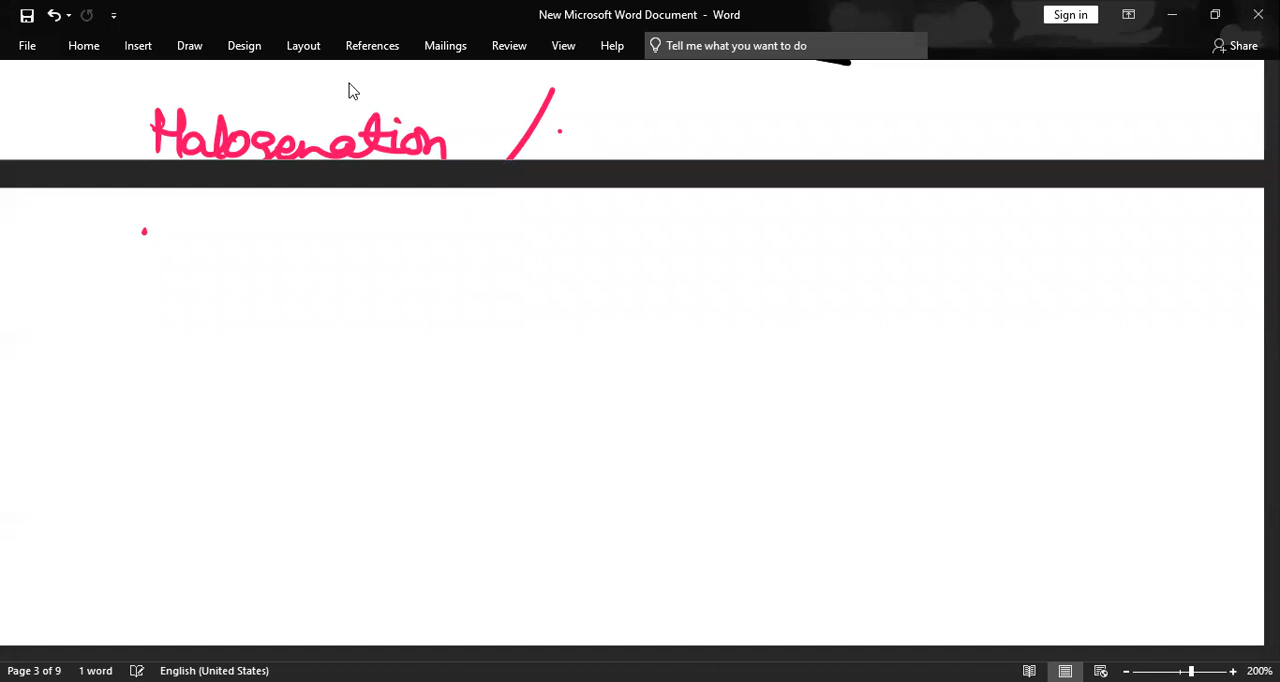 New Microsoft Word Document - Word
Sign in
File Home Insert Draw Design Layout References Mailings Review View Help Tell me what you want to do Share
Halogenation /
Page 3 of 9 1 word English (United States) 200%